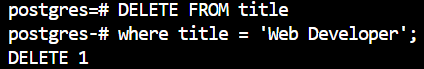 postgres=# DELETE FROM title
postgres-# where title = 'Web Developer';
DELETE 1